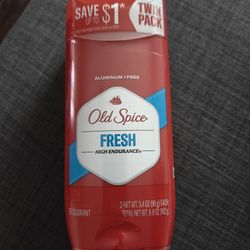 SAVE
UP TO $1^
TWIN
PACK
ALUMINUM-FREE
Old Spice
FRESH
HIGH ENDURANCE
DEODORANT